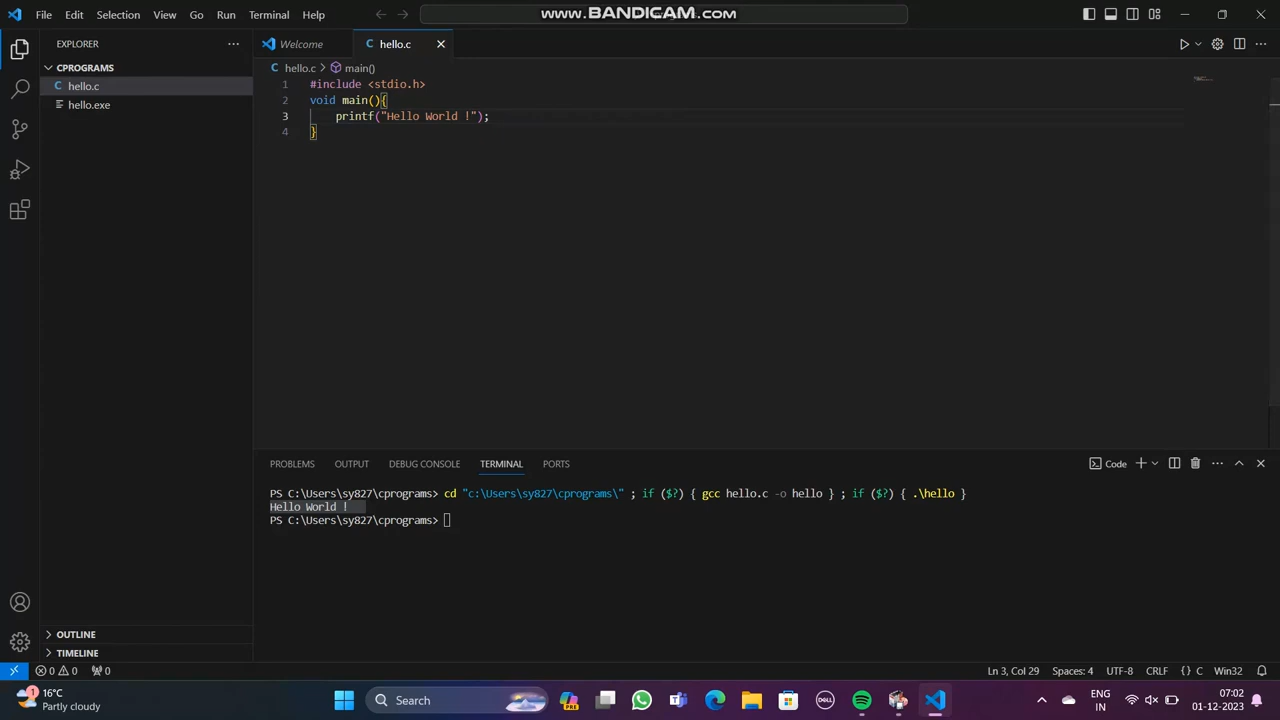 File Edit Selection View Go Run Terminal Help
www.BANDICAM.com
EXPLORER
CPROGRAMS
C hello.c
hello.exe
OUTLINE
TIMELINE
Welcome
C hello.c
C hello.c > main()
1 #include <stdio.h>
2 void main(){
3 printf("Hello World !");
4 }
PROBLEMS OUTPUT DEBUG CONSOLE TERMINAL PORTS
Code
PS C:\Users\sy827\cprograms> cd "c:\Users\sy827\cprograms\" ; if ($?) { gcc hello.c -o hello } ; if ($?) { .\hello }
Hello World !
PS C:\Users\sy827\cprograms>
0 0 0
Ln 3, Col 29 Spaces: 4 UTF-8 CRLF { } C Win32
1
16°C
Partly cloudy
Search
PRE
DELL
ENG
IN
07:02
01-12-2023